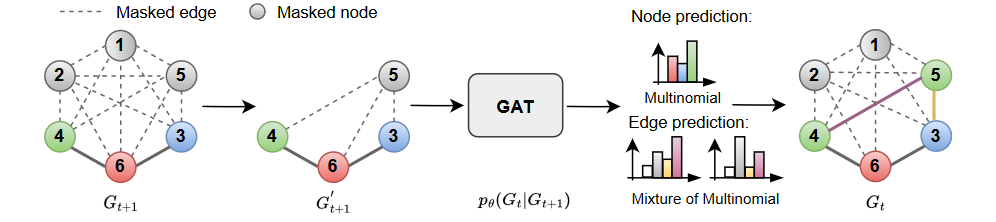 Masked edge
Masked node
Node prediction:
1
2
5
4
3
6
5
4
3
6
GAT
Multinomial
Edge prediction:
Mixture of Multinomial
1
2
5
4
3
6
G_{t+1}
G'_{t+1}
p_θ(G_t|G_{t+1})
G_t